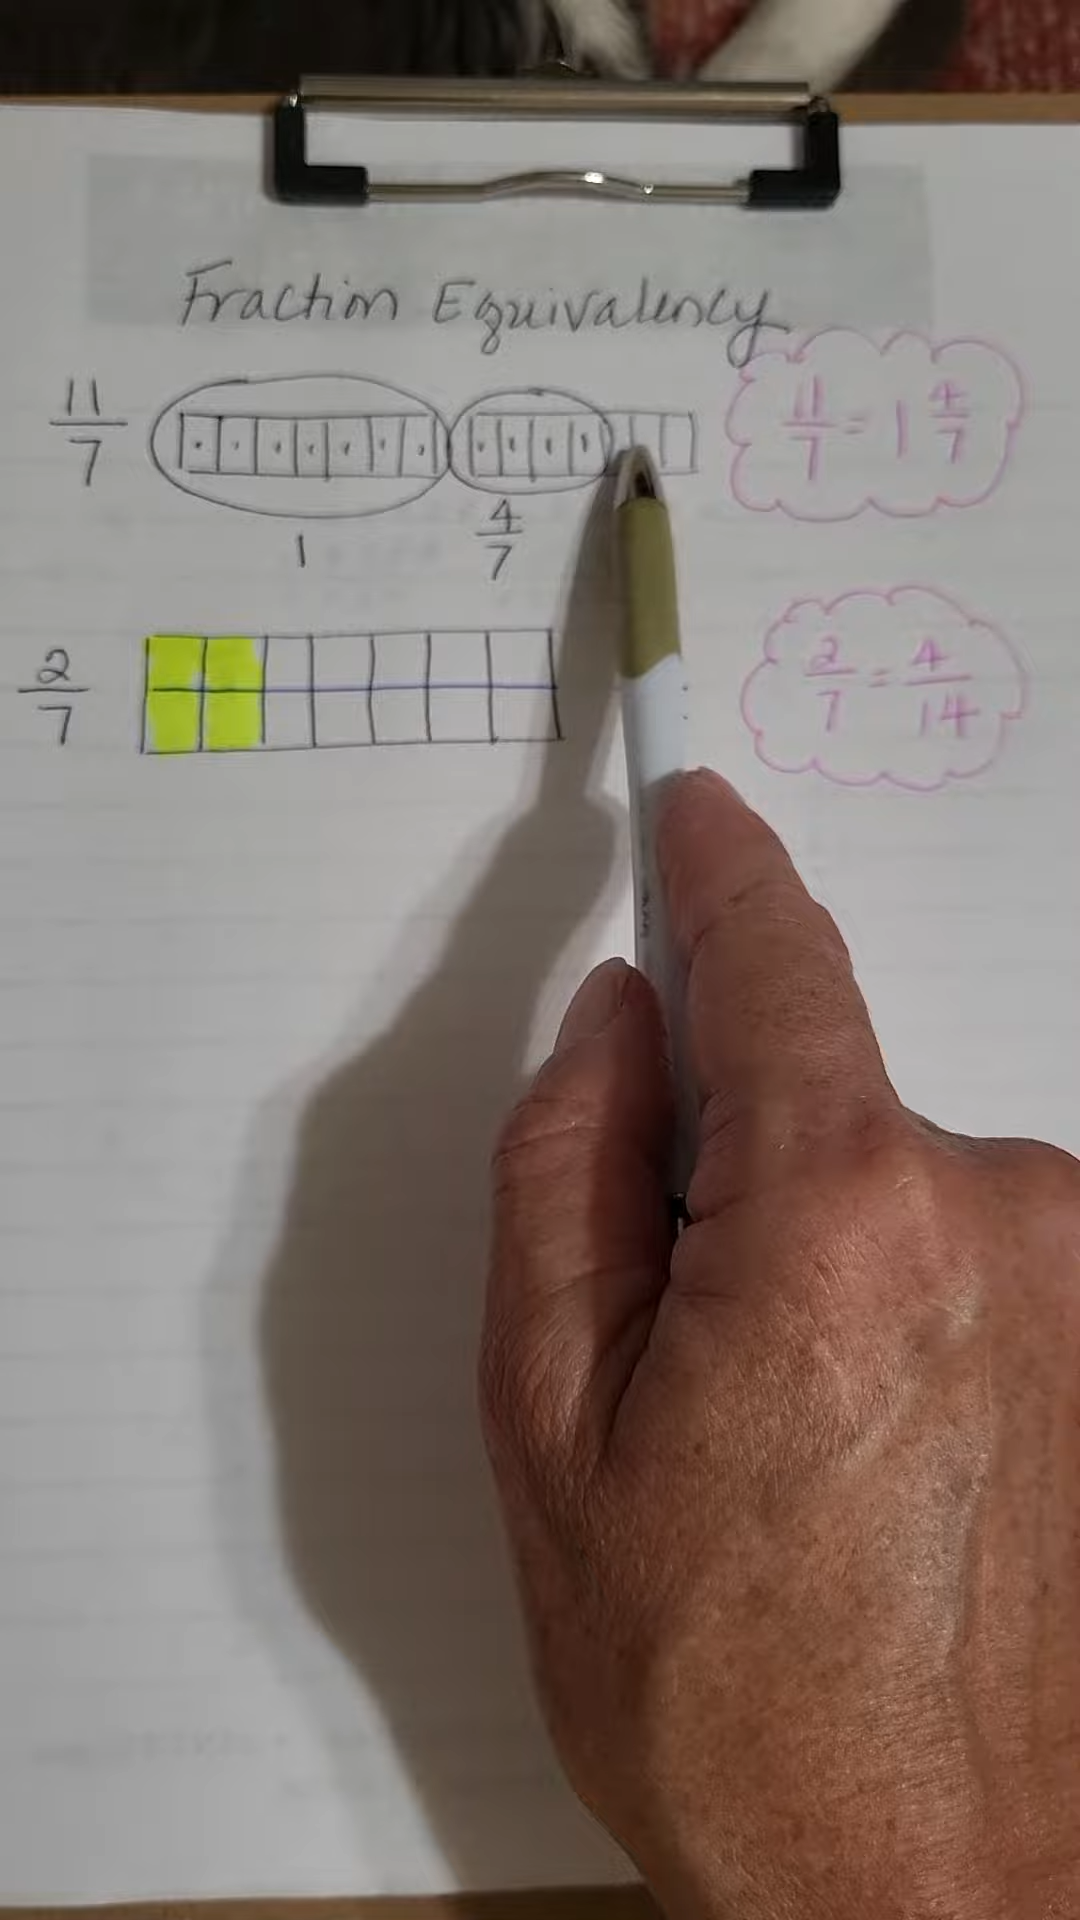 Fraction Equivalency
11/7
11/7 = 1 4/7
1
4/7
2/7
2/7 = 4/14